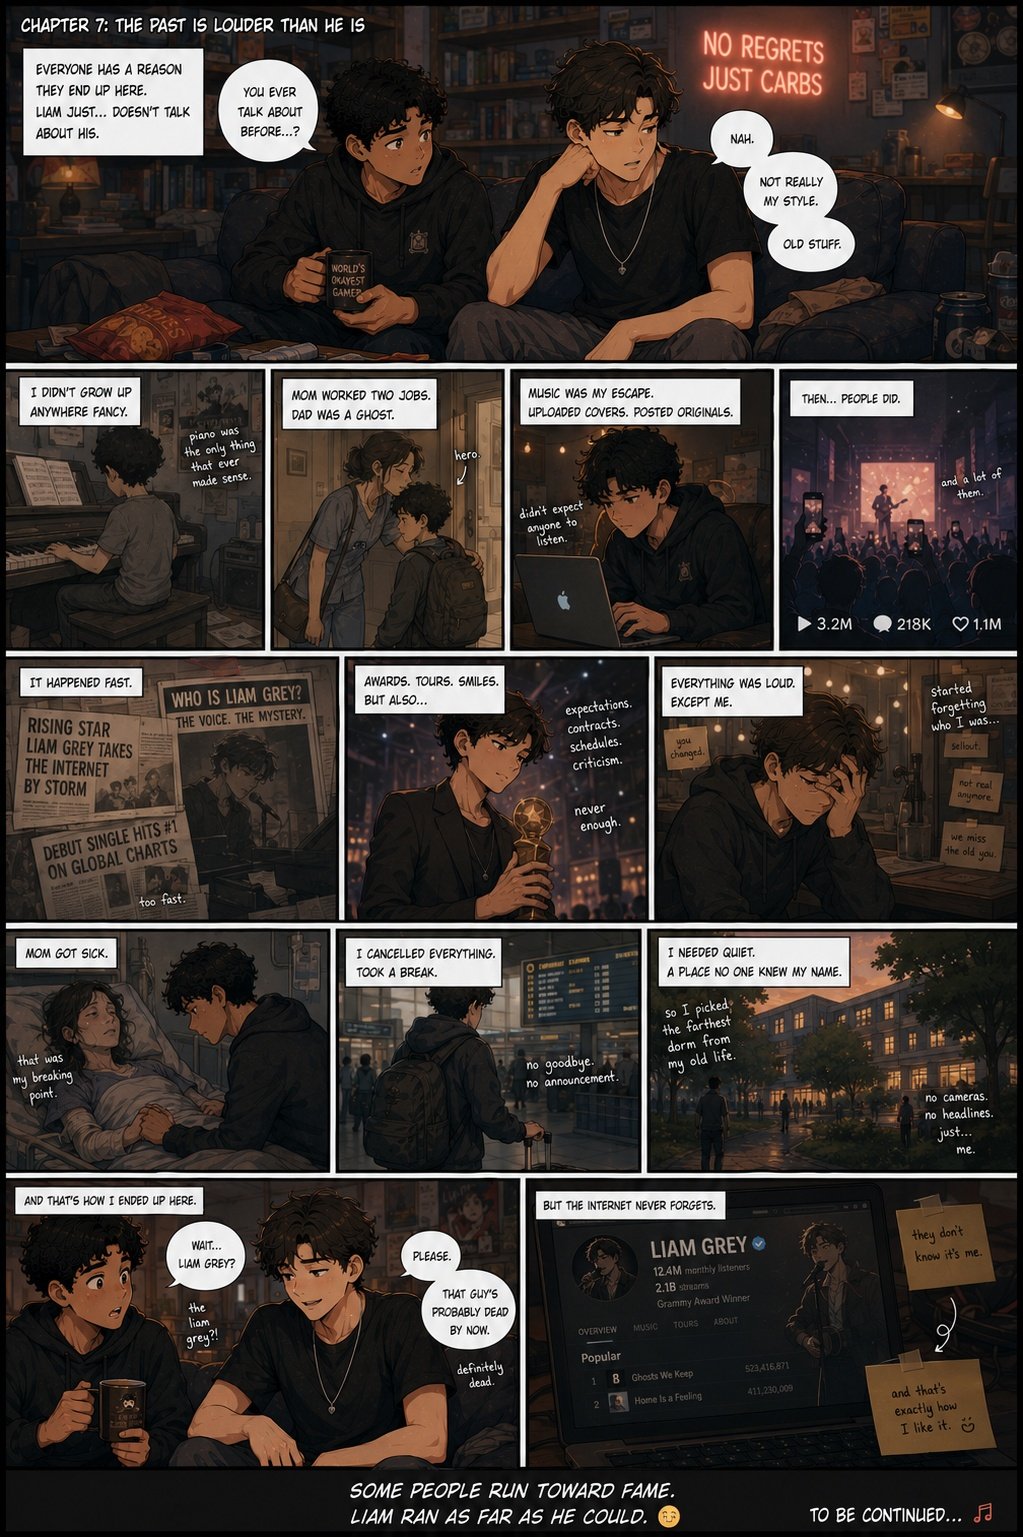 CHAPTER 7: THE PAST IS LOUDER THAN HE IS
EVERYONE HAS A REASON
THEY END UP HERE.
LIAM JUST... DOESN'T TALK
ABOUT HIS.
YOU EVER
TALK ABOUT
BEFORE...?
NO REGRETS
JUST CARBS
NAH.
NOT REALLY
MY STYLE.
OLD STUFF.
WORLD'S
OKAYEST
GAMER
I DIDN'T GROW UP
ANYWHERE FANCY.
piano was
the only thing
that ever
made sense.
MOM WORKED TWO JOBS.
DAD WAS A GHOST.
hero.
MUSIC WAS MY ESCAPE.
UPLOADED COVERS. POSTED ORIGINALS.
didn't expect
anyone to
listen.
THEN... PEOPLE DID.
and a lot of
them.
3.2M 218K 1.1M
IT HAPPENED FAST.
RISING STAR
LIAM GREY TAKES
THE INTERNET
BY STORM
WHO IS LIAM GREY?
THE VOICE. THE MYSTERY.
DEBUT SINGLE HITS #1
ON GLOBAL CHARTS
too fast.
AWARDS. TOURS. SMILES.
BUT ALSO...
expectations.
contracts.
schedules.
criticism.
never
enough.
EVERYTHING WAS LOUD.
EXCEPT ME.
started
forgetting
who I was...
you
changed.
sellout.
not real
anymore.
we miss
the old you.
MOM GOT SICK.
that was
my breaking
point.
I CANCELLED EVERYTHING.
TOOK A BREAK.
no goodbye.
no announcement.
I NEEDED QUIET.
A PLACE NO ONE KNEW MY NAME.
so I picked
the farthest
dorm from
my old life.
no cameras.
no headlines.
just...
me.
AND THAT'S HOW I ENDED UP HERE.
WAIT...
LIAM GREY?
the
liam
grey?!
PLEASE.
THAT GUY'S
PROBABLY DEAD
BY NOW.
definitely
dead.
BUT THE INTERNET NEVER FORGETS.
LIAM GREY
12.4M monthly listeners
2.1B streams
Grammy Award Winner
OVERVIEW MUSIC TOURS ABOUT
Popular
1 8 Ghosts We Keep 523,416,871
2 Home Is a Feeling 411,230,009
they don't
know it's me.
and that's
exactly how
I like it.
SOME PEOPLE RUN TOWARD FAME.
LIAM RAN AS FAR AS HE COULD. 😌
TO BE CONTINUED... 🎵